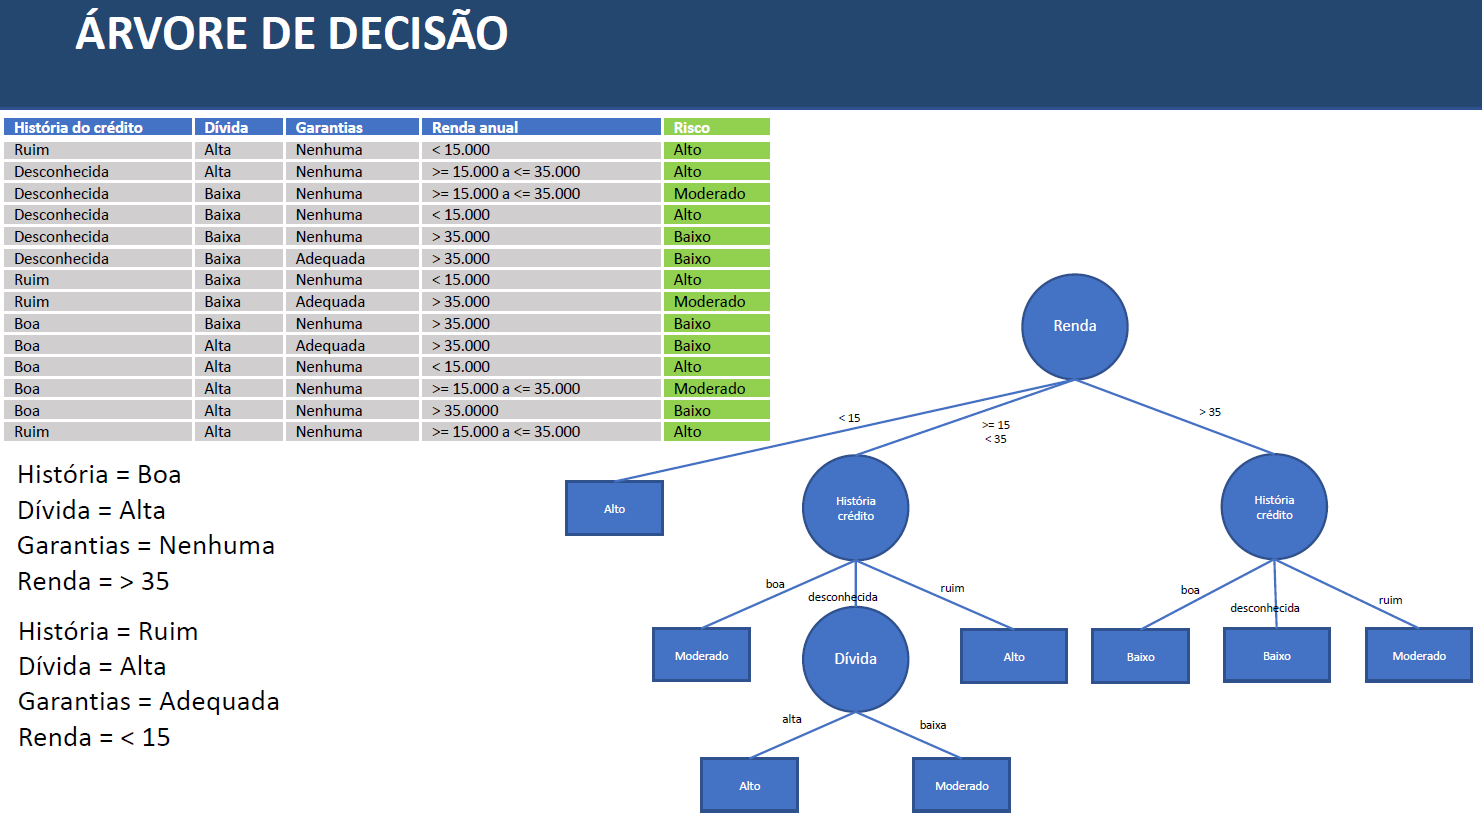 ÁRVORE DE DECISÃO
História do crédito Dívida Garantias Renda anual Risco
Ruim Alta Nenhuma < 15.000 Alto
Desconhecida Alta Nenhuma >= 15.000 a <= 35.000 Alto
Desconhecida Baixa Nenhuma >= 15.000 a <= 35.000 Moderado
Desconhecida Baixa Nenhuma < 15.000 Alto
Desconhecida Baixa Nenhuma > 35.000 Baixo
Desconhecida Baixa Adequada > 35.000 Baixo
Ruim Baixa Nenhuma < 15.000 Alto
Ruim Baixa Adequada > 35.000 Moderado
Boa Baixa Nenhuma > 35.000 Baixo
Boa Alta Adequada > 35.000 Baixo
Boa Alta Nenhuma < 15.000 Alto
Boa Alta Nenhuma >= 15.000 a <= 35.000 Moderado
Boa Alta Nenhuma > 35.0000 Baixo
Ruim Alta Nenhuma >= 15.000 a <= 35.000 Alto
História = Boa
Dívida = Alta
Garantias = Nenhuma
Renda = > 35
História = Ruim
Dívida = Alta
Garantias = Adequada
Renda = < 15
Renda
< 15
>= 15
< 35
> 35
Alto
História
crédito
História
crédito
boa
desconhecida
ruim
boa
desconhecida
ruim
Moderado
Dívida
Alto
Baixo
Baixo
Moderado
alta
baixa
Alto
Moderado